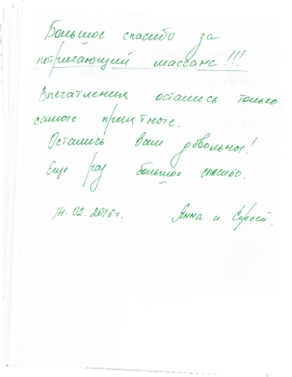 Большое спасибо за
потрясающий массаж!!!
Впечатления остались только
самые приятные.
Остались Вами довольны!
Еще раз большое спасибо.
14.02.2016г. Анна и Сергей.